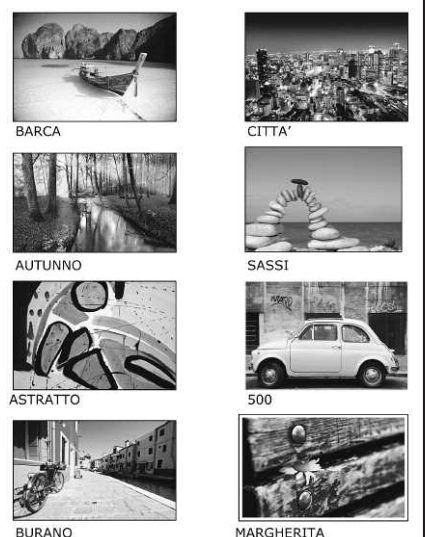 BARCA
CITTA'
AUTUNNO
SASSI
ASTRATTO
500
BURANO
MARGHERITA